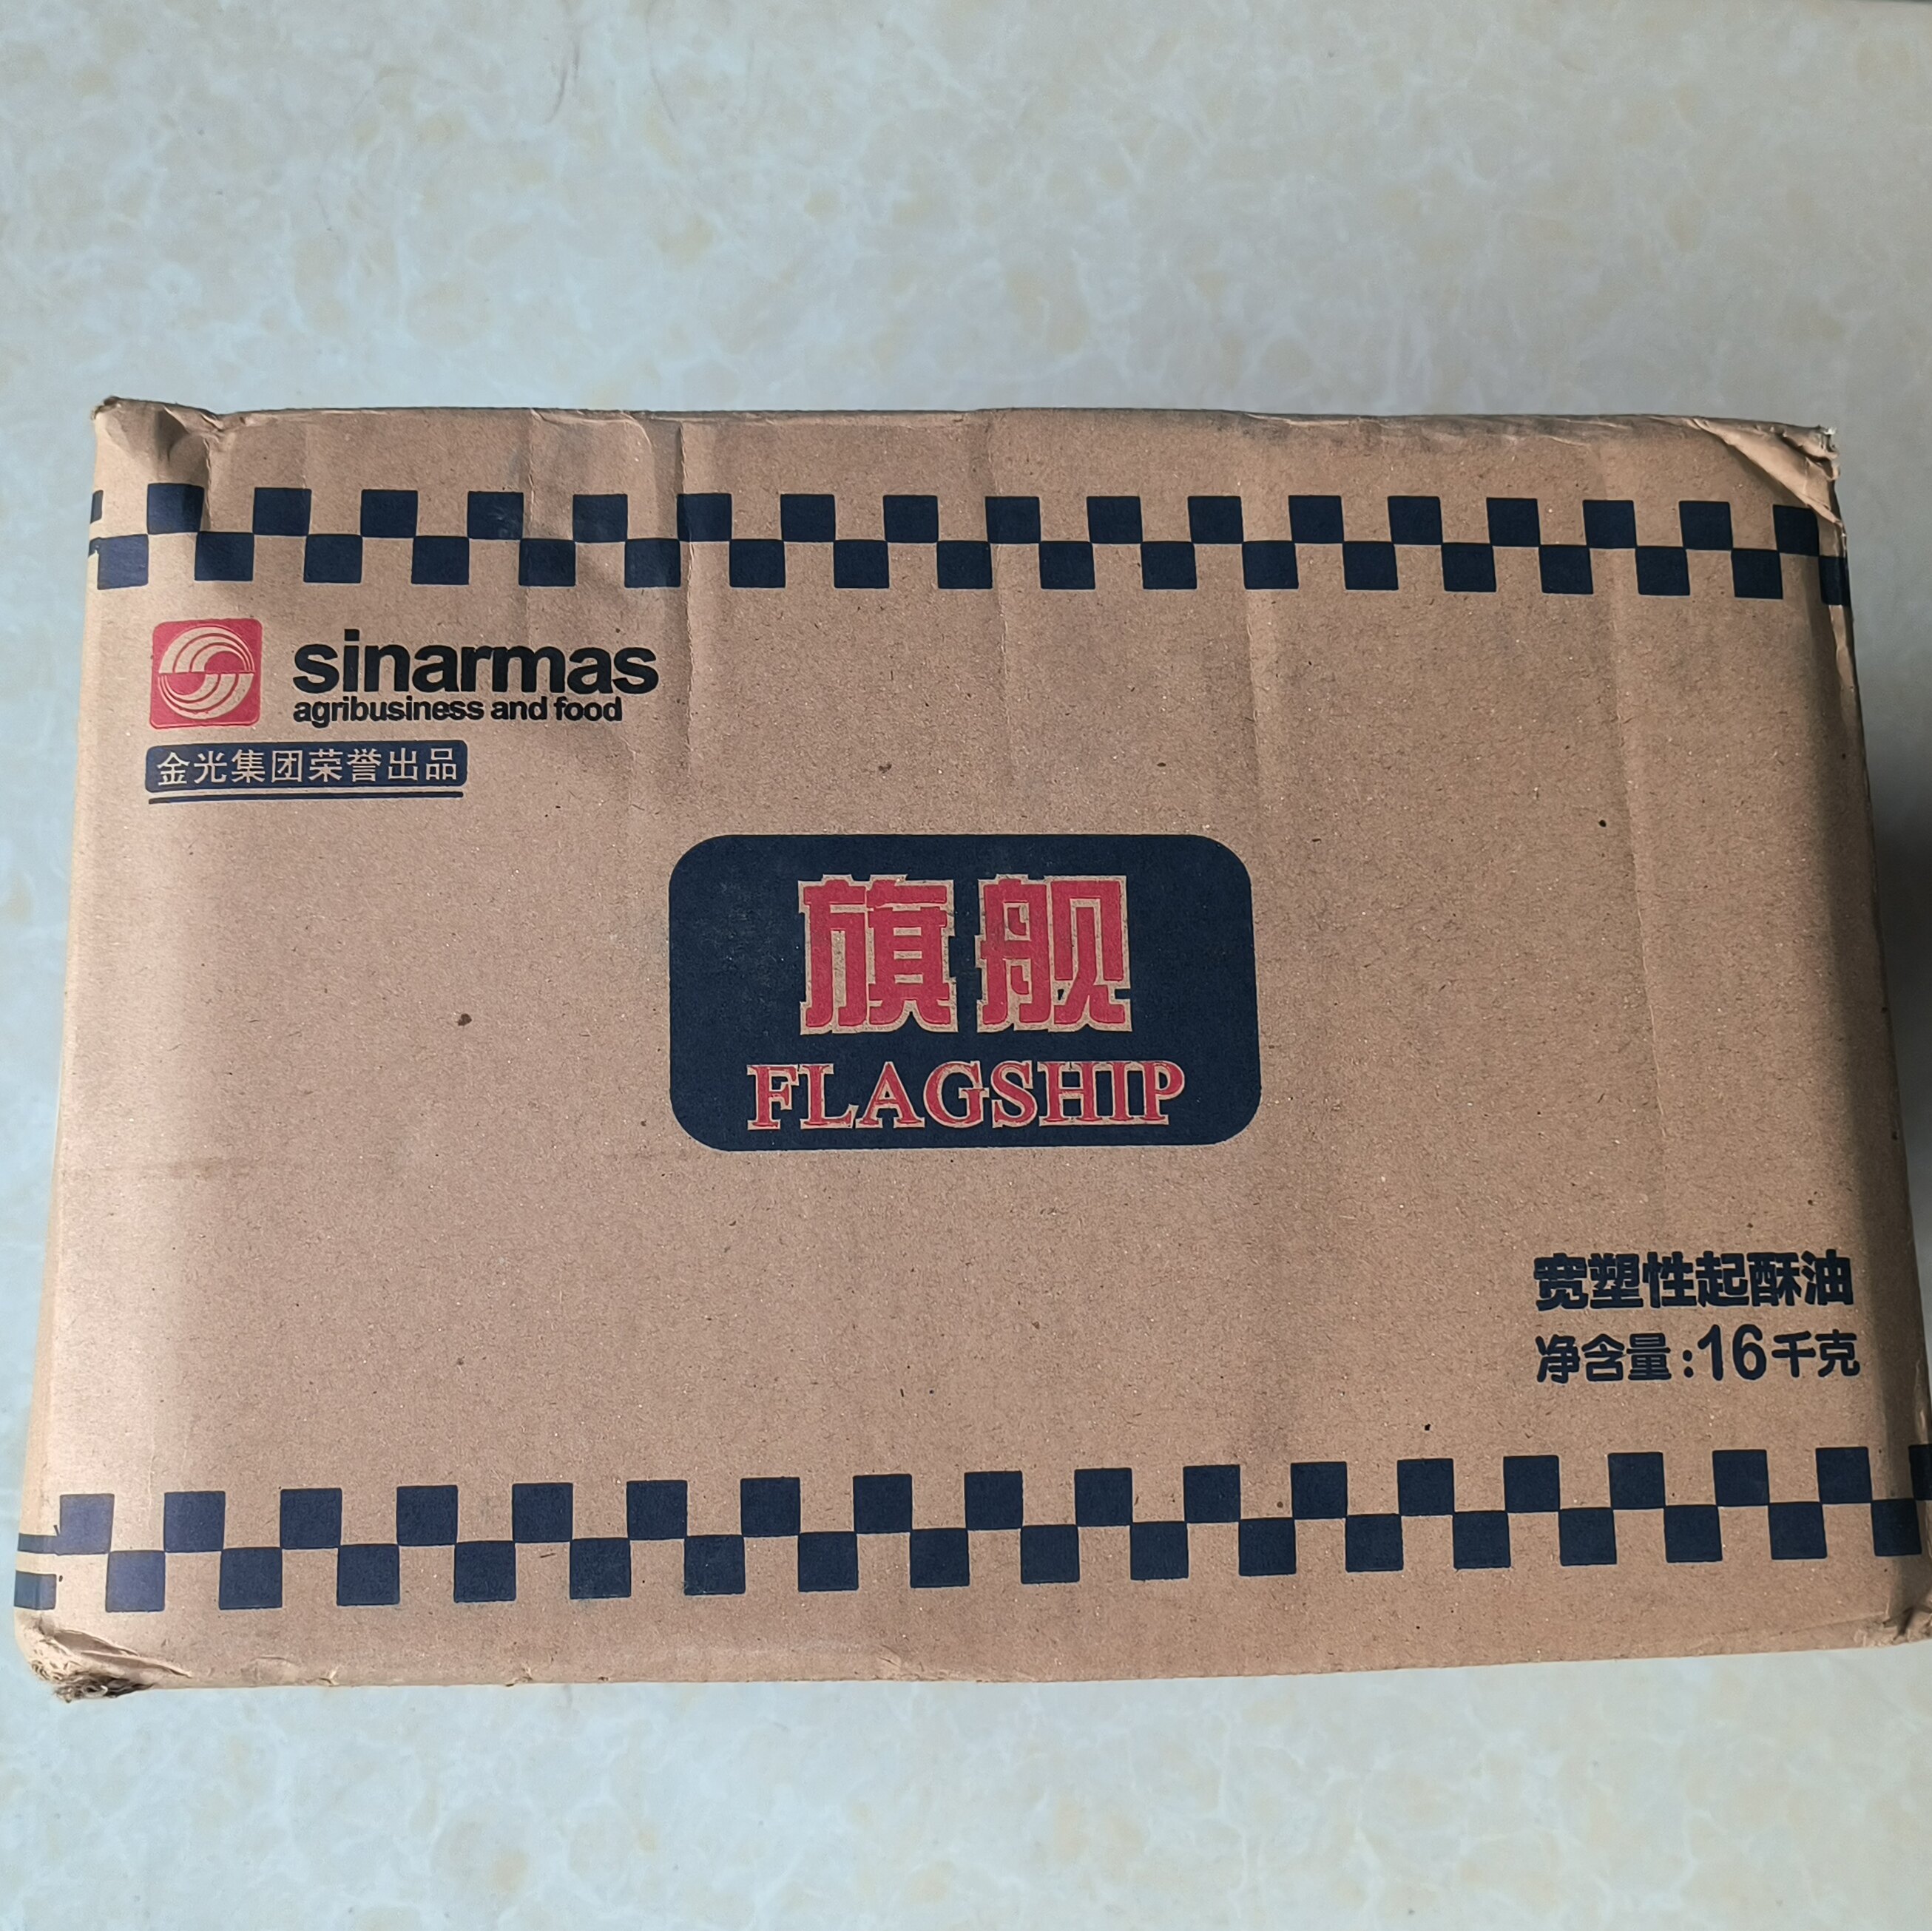 sinarmas
agribusiness and food
金光集团荣誉出品
旗舰
FLAGSHIP
宽塑性起酥油
净含量:16千克